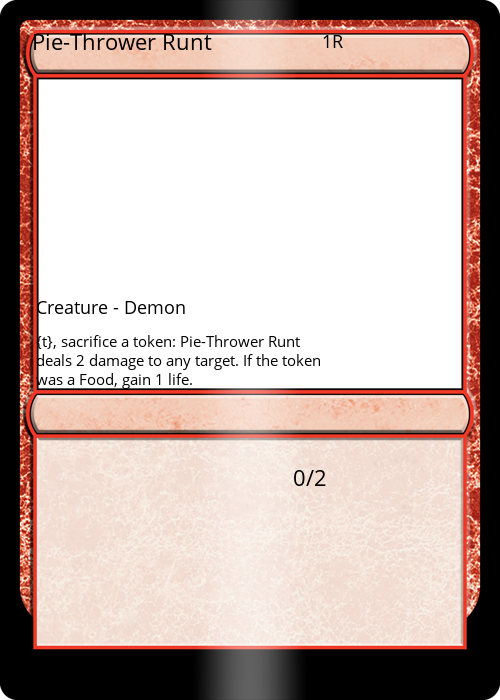 Pie-Thrower Runt 1R
Creature - Demon
{t}, sacrifice a token: Pie-Thrower Runt
deals 2 damage to any target. If the token
was a Food, gain 1 life.
0/2